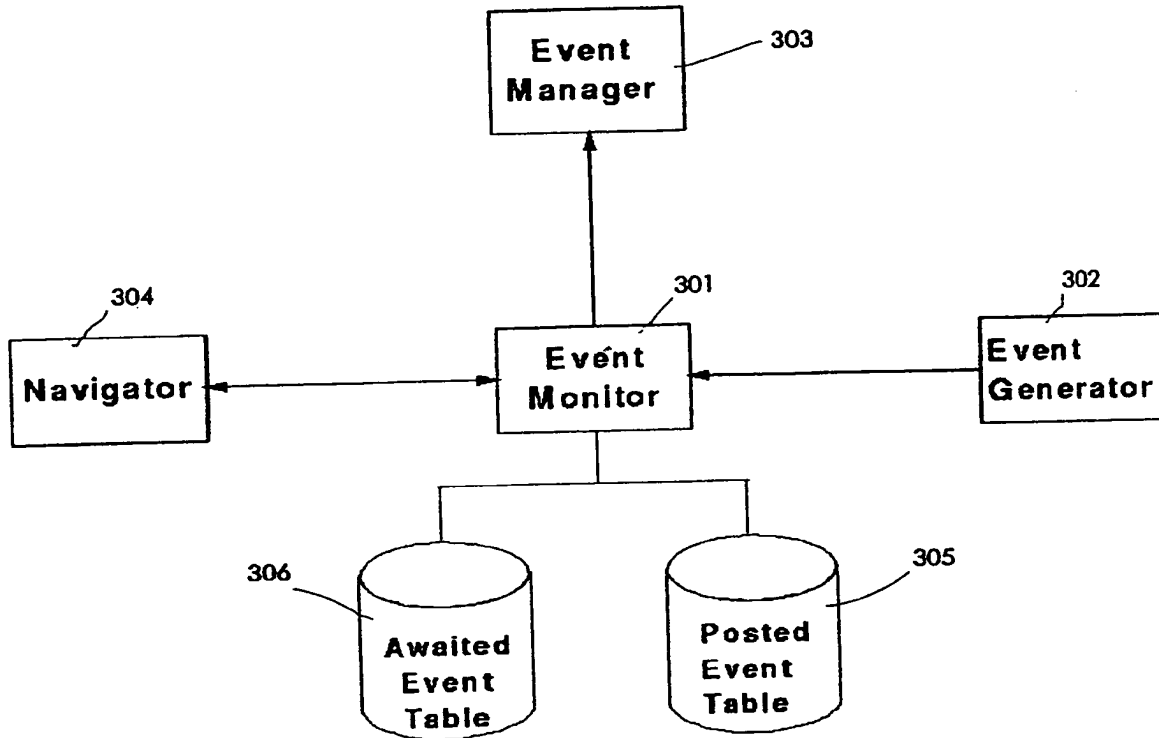 303
Event
Manager
304
301
302
Navigator
Event
Monitor
Event
Generator
306
305
Awaited
Event
Table
Posted
Event
Table